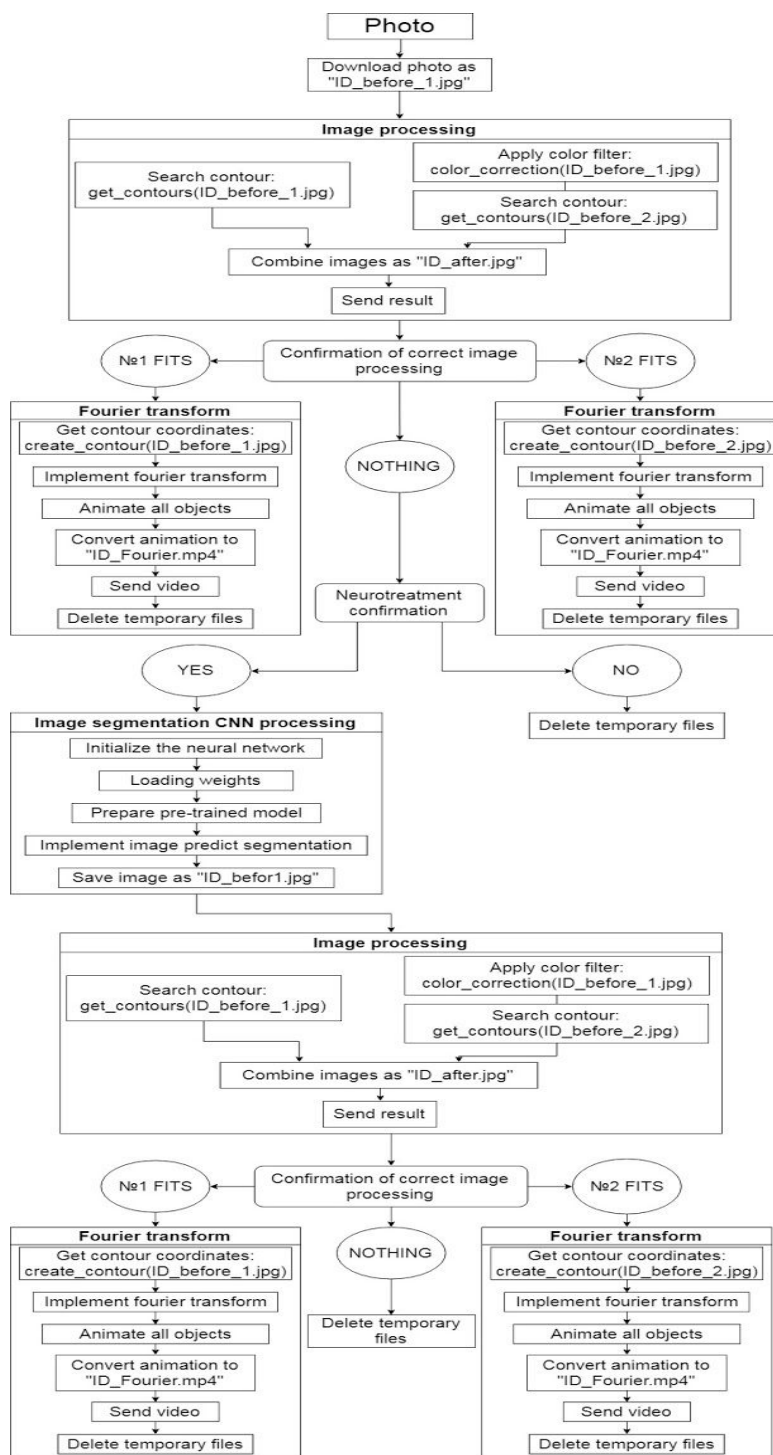 Photo
Download photo as
"ID_before_1.jpg"
Image processing
Search contour:
get_contours(ID_before_1.jpg)
Apply color filter:
color_correction(ID_before_1.jpg)
Search contour:
get_contours(ID_before_2.jpg)
Combine images as "ID_after.jpg"
Send result
№1 FITS
Confirmation of correct image
processing
№2 FITS
Fourier transform
Get contour coordinates:
create_contour(ID_before_1.jpg)
Implement fourier transform
Animate all objects
Convert animation to
"ID_Fourier.mp4"
Send video
Delete temporary files
NOTHING
Fourier transform
Get contour coordinates:
create_contour(ID_before_2.jpg)
Implement fourier transform
Animate all objects
Convert animation to
"ID_Fourier.mp4"
Send video
Delete temporary files
Neurotreatment
confirmation
YES
NO
Delete temporary files
Image segmentation CNN processing
Initialize the neural network
Loading weights
Prepare pre-trained model
Implement image predict segmentation
Save image as "ID_befor1.jpg"
Image processing
Search contour:
get_contours(ID_before_1.jpg)
Apply color filter:
color_correction(ID_before_1.jpg)
Search contour:
get_contours(ID_before_2.jpg)
Combine images as "ID_after.jpg"
Send result
№1 FITS
Confirmation of correct image
processing
№2 FITS
Fourier transform
Get contour coordinates:
create_contour(ID_before_1.jpg)
Implement fourier transform
Animate all objects
Convert animation to
"ID_Fourier.mp4"
Send video
Delete temporary files
NOTHING
Delete temporary
files
Fourier transform
Get contour coordinates:
create_contour(ID_before_2.jpg)
Implement fourier transform
Animate all objects
Convert animation to
"ID_Fourier.mp4"
Send video
Delete temporary files